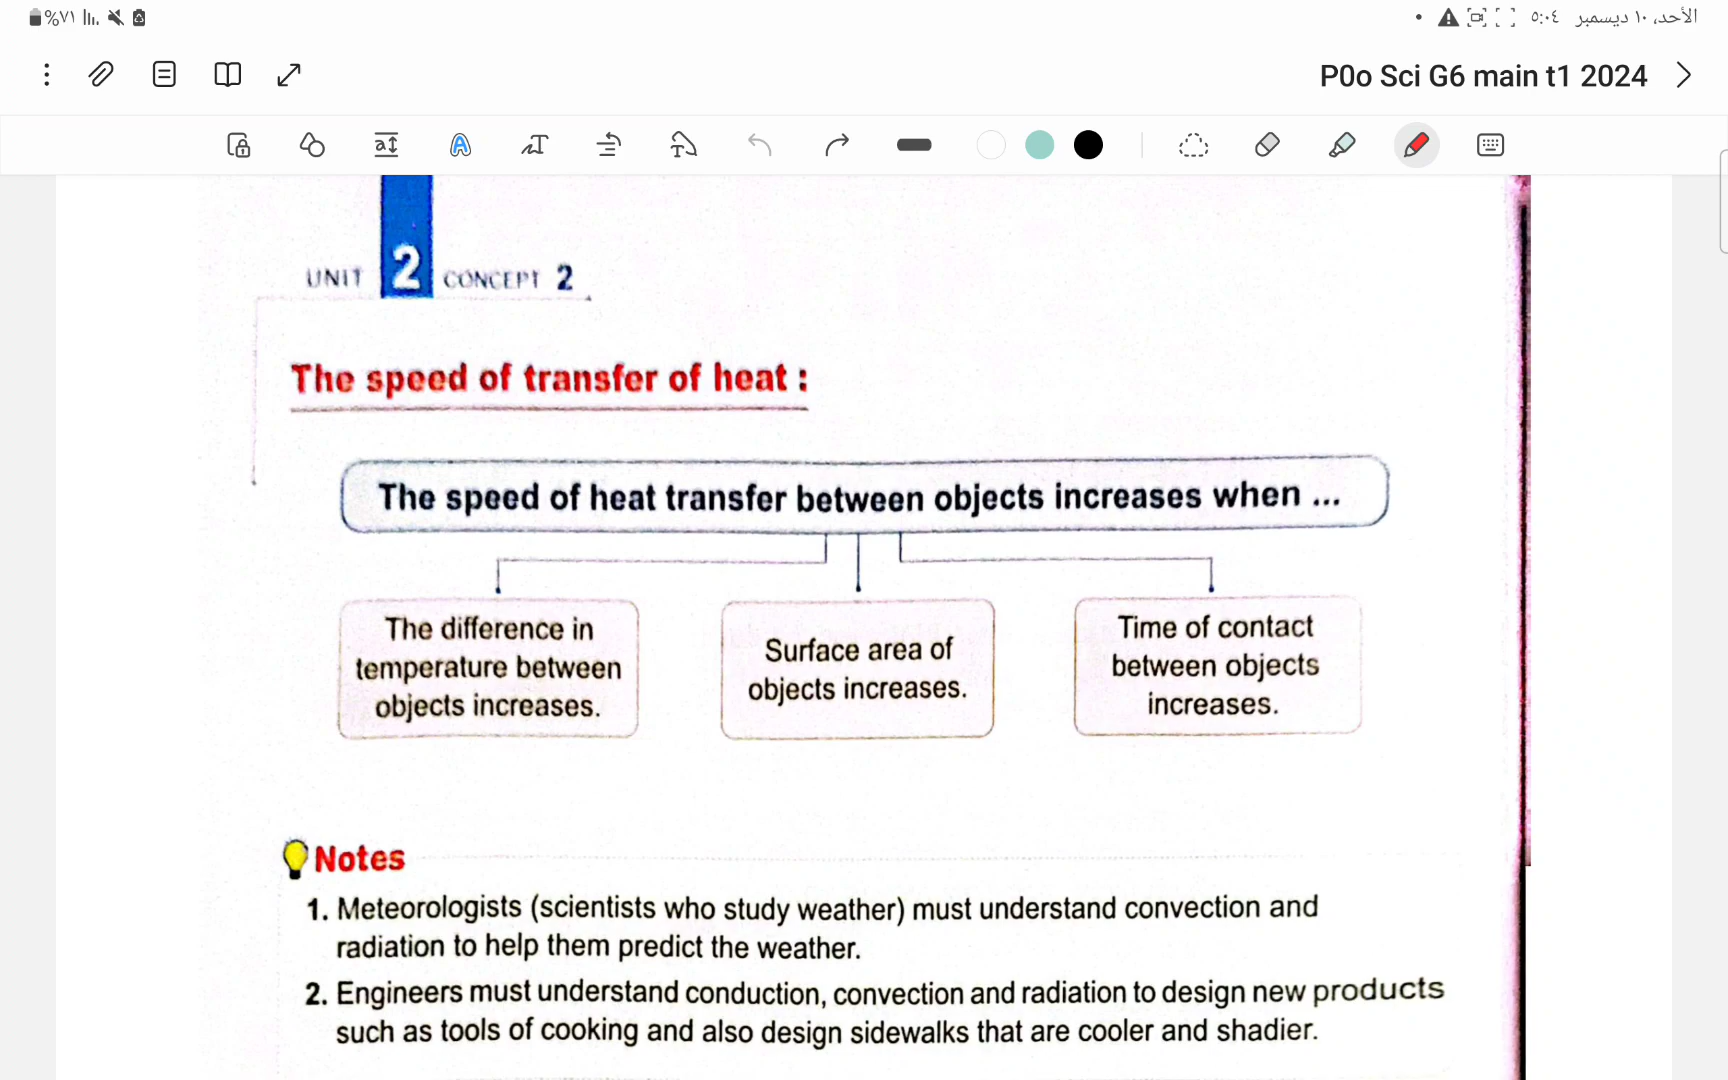 %٧١
الأحد، ١٠ ديسمبر ٥:٠٤
P0o Sci G6 main t1 2024
UNIT 2 CONCEPT 2
The speed of transfer of heat :
The speed of heat transfer between objects increases when ...
The difference in
temperature between
objects increases.
Surface area of
objects increases.
Time of contact
between objects
increases.
Notes
1. Meteorologists (scientists who study weather) must understand convection and
radiation to help them predict the weather.
2. Engineers must understand conduction, convection and radiation to design new products
such as tools of cooking and also design sidewalks that are cooler and shadier.